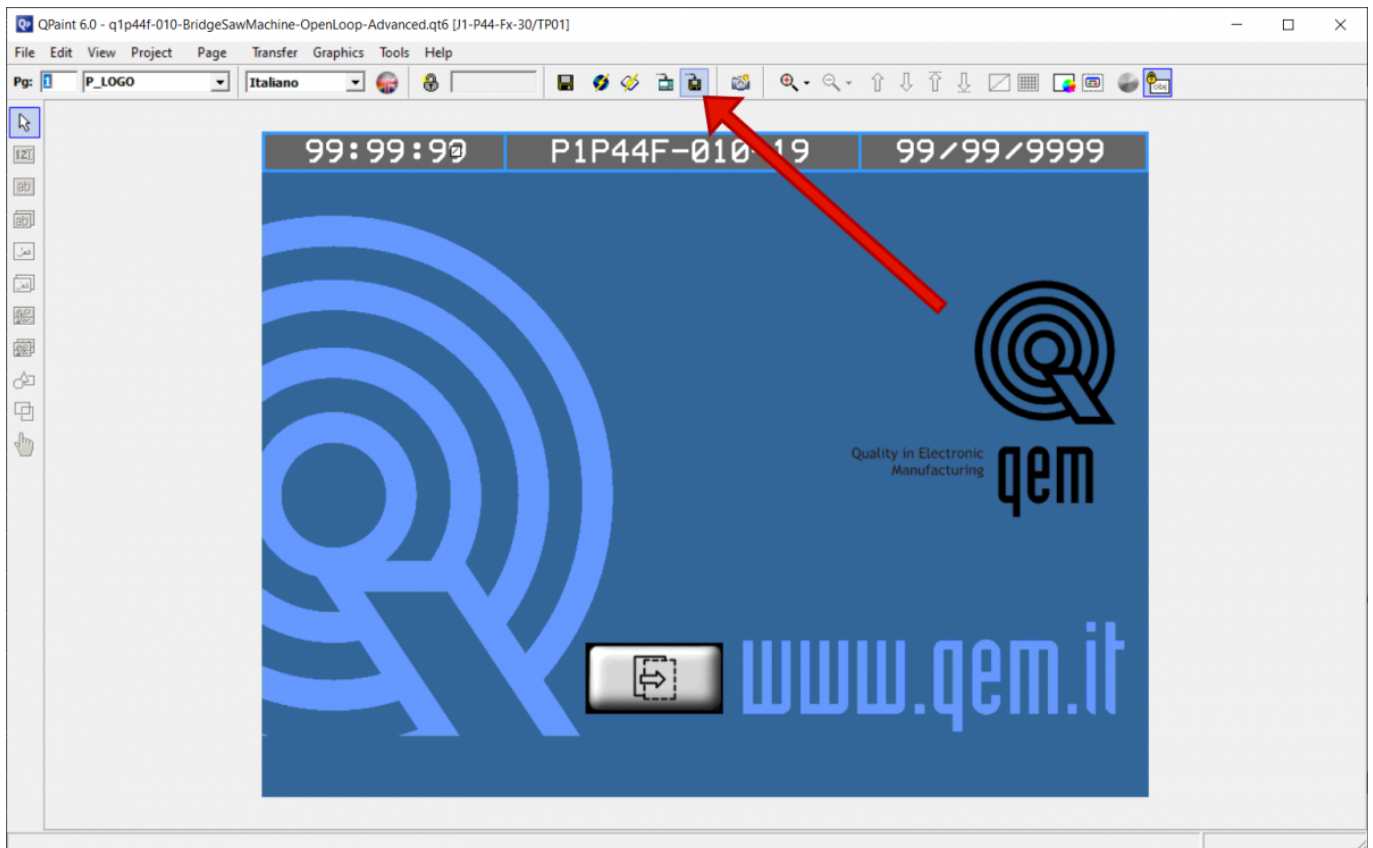 QPaint 6.0 - q1p44f-010-BridgeSawMachine-OpenLoop-Advanced.qt6 [J1-P44-Fx-30/TP01]
File Edit View Project Page Transfer Graphics Tools Help
Pg: 1 P_LOGO Italiano
99:99:99 P1P44F-010-19 99/99/9999
Quality in Electronic
Manufacturing
qem
www.qem.it